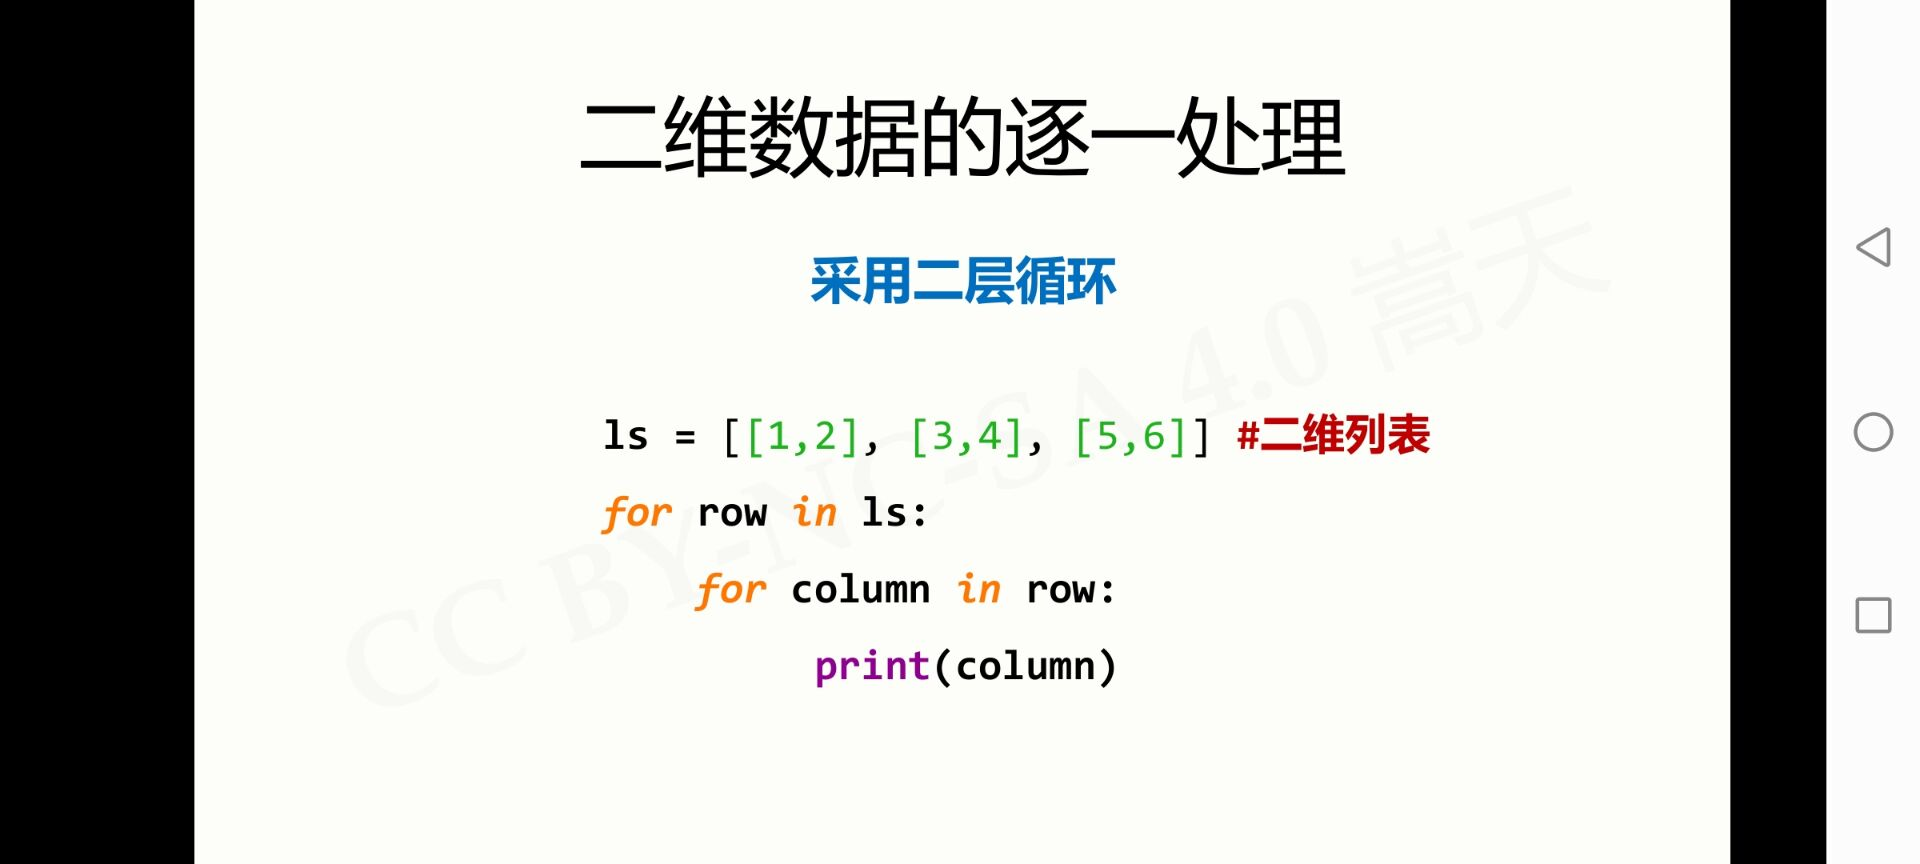 二维数据的逐一处理
采用二层循环
ls = [[1,2], [3,4], [5,6]] #二维列表
for row in ls:
for column in row:
print(column)
CC BY-NC-SA 4.0 嵩天